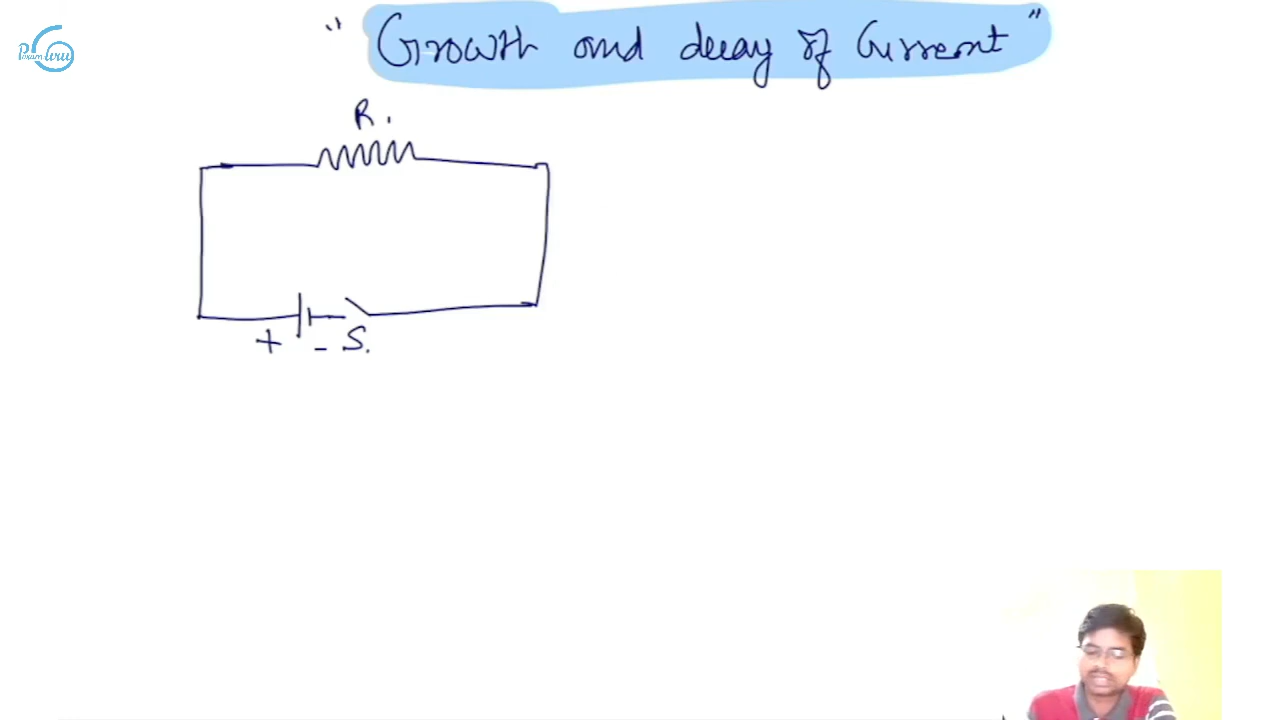 "Growth and decay of Current"
R.
+ - S.